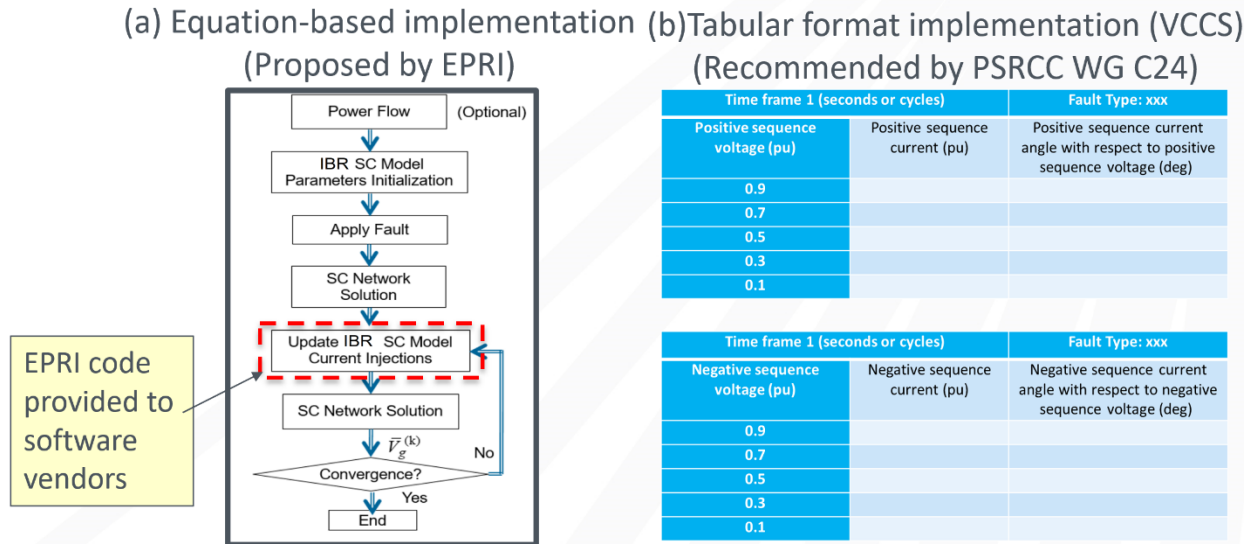 (a) Equation-based implementation
(Proposed by EPRI)
Power Flow
(Optional)
IBR SC Model
Parameters Initialization
Apply Fault
SC Network
Solution
Update IBR SC Model
Current Injections
SC Network Solution
V̅g(k)
No
Convergence?
Yes
End
EPRI code
provided to
software
vendors
(b)Tabular format implementation (VCCS)
(Recommended by PSRCC WG C24)
Time frame 1 (seconds or cycles) Fault Type: xxx
Positive sequence Positive sequence Positive sequence current
voltage (pu) current (pu) angle with respect to positive
sequence voltage (deg)
0.9
0.7
0.5
0.3
0.1
Time frame 1 (seconds or cycles) Fault Type: xxx
Negative sequence Negative sequence Negative sequence current
voltage (pu) current (pu) angle with respect to negative
sequence voltage (deg)
0.9
0.7
0.5
0.3
0.1